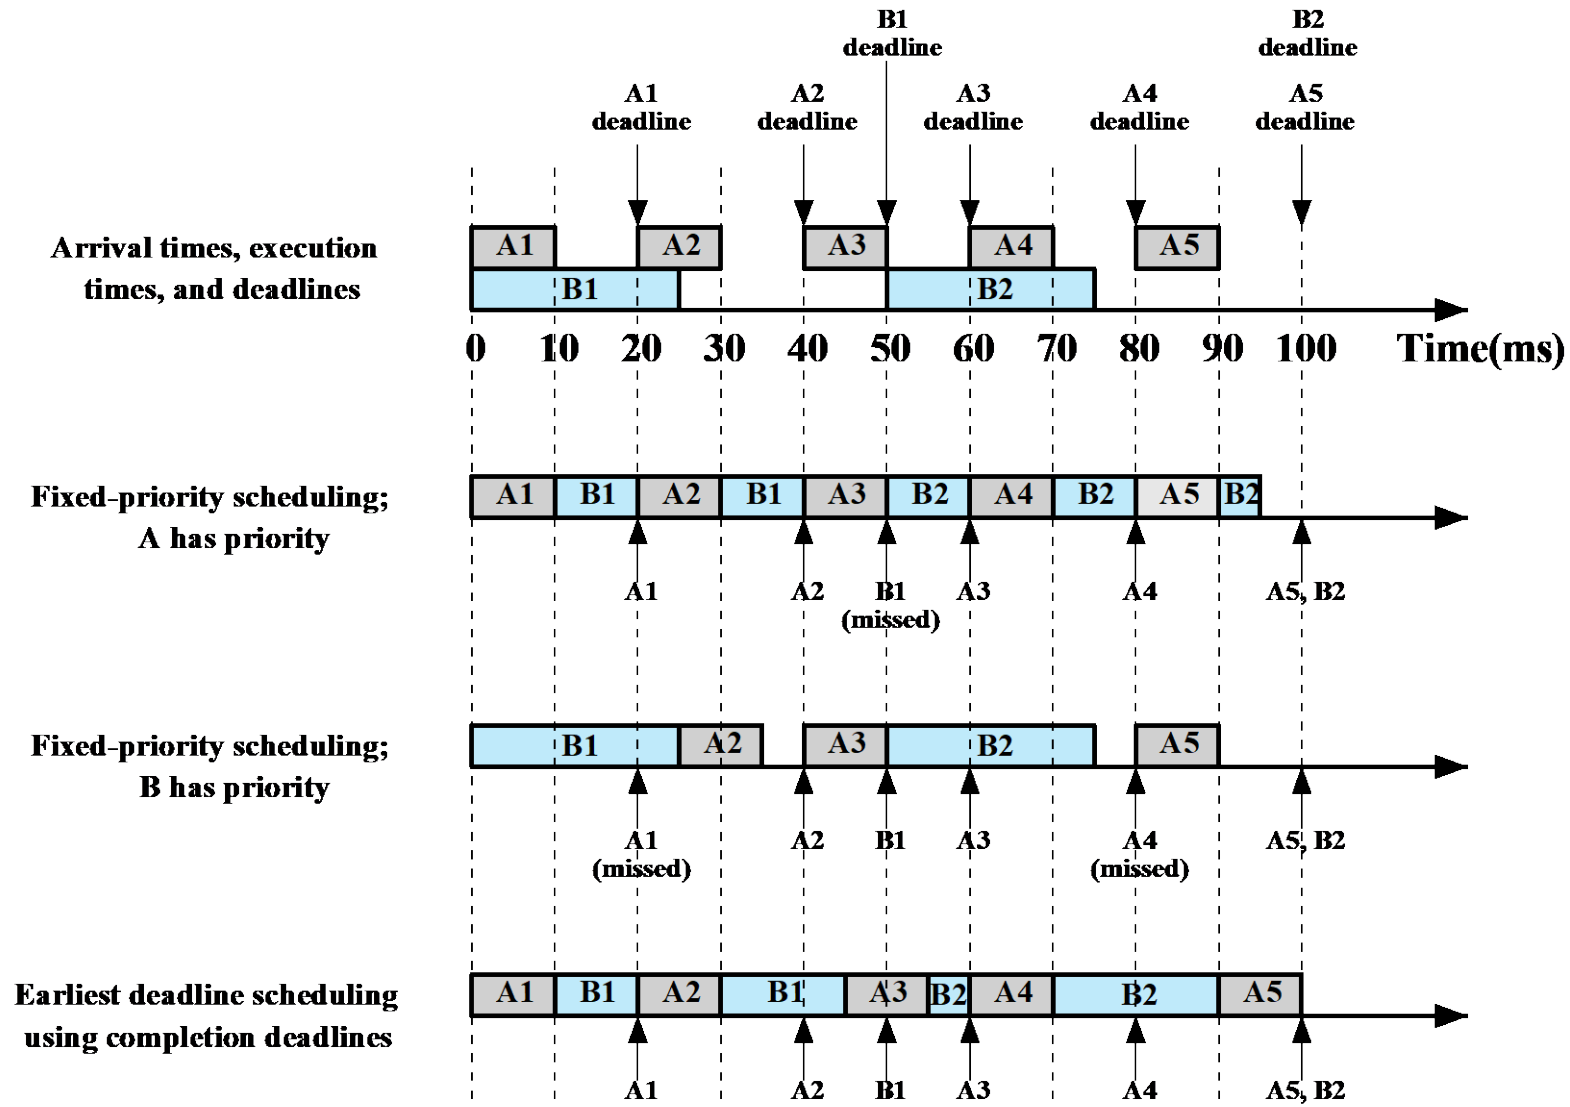 B1
deadline
B2
deadline
A1
deadline
A2
deadline
A3
deadline
A4
deadline
A5
deadline
Arrival times, execution
times, and deadlines
A1 A2 A3 A4 A5
B1 B2
0 10 20 30 40 50 60 70 80 90 100 Time(ms)
Fixed-priority scheduling;
A has priority
A1 B1 A2 B1 A3 B2 A4 B2 A5 B2
A1 A2 B1 A3 A4 A5, B2
(missed)
Fixed-priority scheduling;
B has priority
B1 A2 A3 B2 A5
A1 A2 B1 A3 A4 A5, B2
(missed) (missed)
Earliest deadline scheduling
using completion deadlines
A1 B1 A2 B1 A3 B2 A4 B2 A5
A1 A2 B1 A3 A4 A5, B2